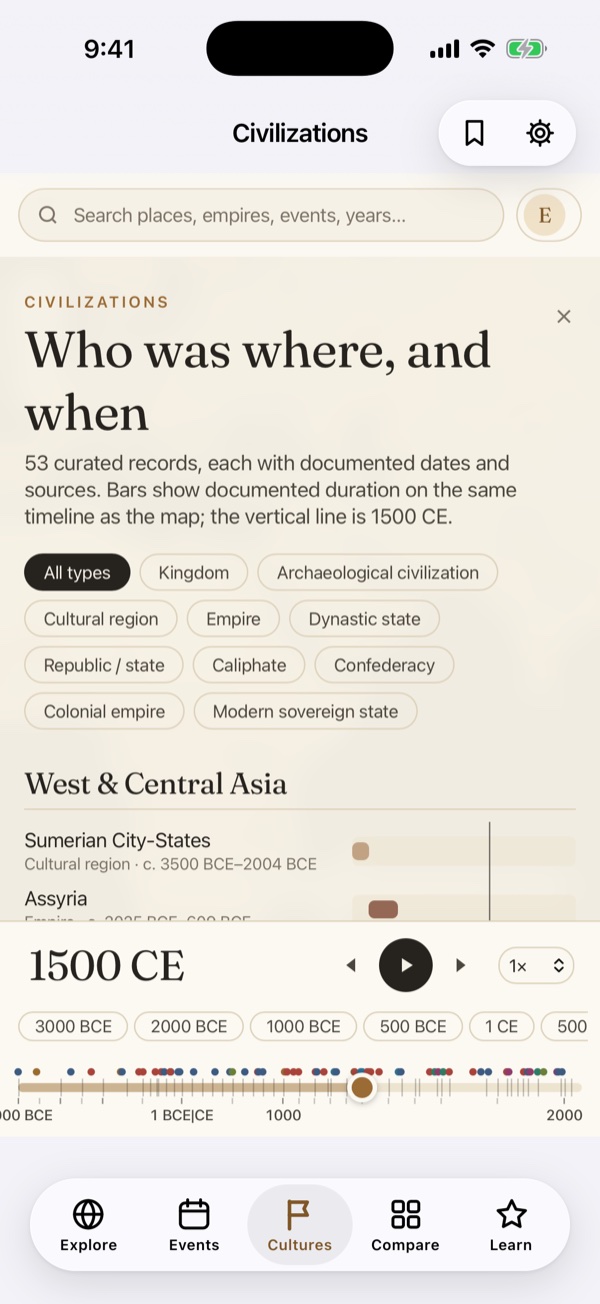 9:41
Civilizations
Search places, empires, events, years...
E
CIVILIZATIONS
Who was where, and
when
53 curated records, each with documented dates and
sources. Bars show documented duration on the same
timeline as the map; the vertical line is 1500 CE.
All types
Kingdom
Archaeological civilization
Cultural region
Empire
Dynastic state
Republic / state
Caliphate
Confederacy
Colonial empire
Modern sovereign state
West & Central Asia
Sumerian City-States
Cultural region · c. 3500 BCE–2004 BCE
Assyria
1500 CE
1×
3000 BCE
2000 BCE
1000 BCE
500 BCE
1 CE
500
00 BCE
1 BCE|CE
1000
2000
Explore
Events
Cultures
Compare
Learn